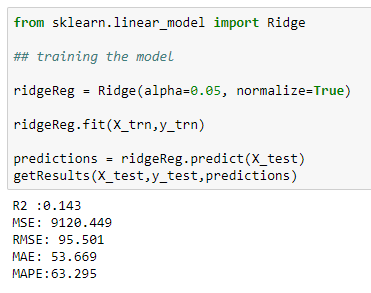 from sklearn.linear_model import Ridge
## training the model
ridgeReg = Ridge(alpha=0.05, normalize=True)
ridgeReg.fit(X_trn,y_trn)
predictions = ridgeReg.predict(X_test)
getResults(X_test,y_test,predictions)
R2 :0.143
MSE: 9120.449
RMSE: 95.501
MAE: 53.669
MAPE:63.295